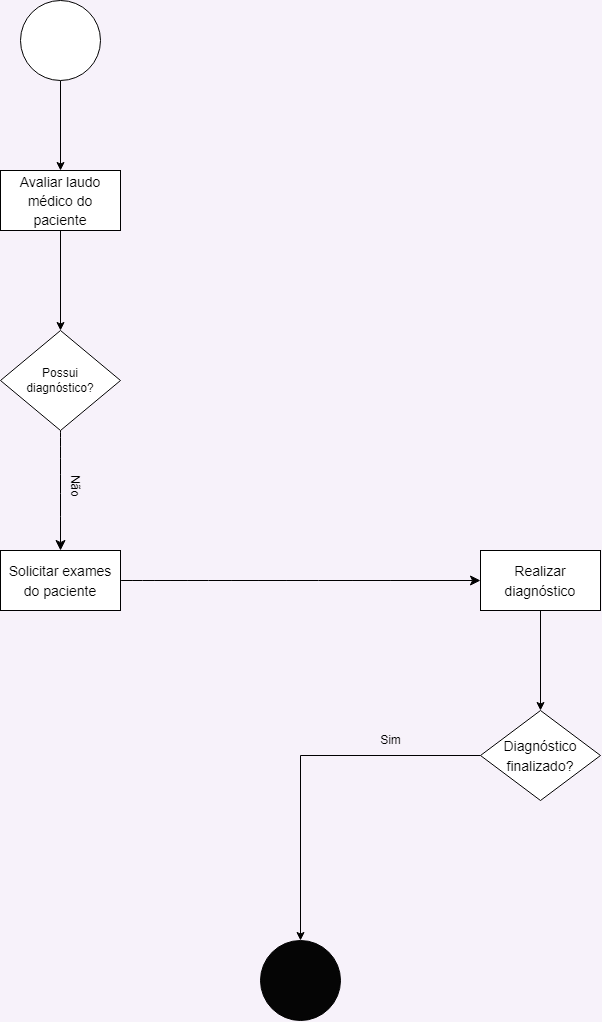 Avaliar laudo
médico do
paciente
Possui
diagnóstico?
Não
Solicitar exames
do paciente
Realizar
diagnóstico
Diagnóstico
finalizado?
Sim